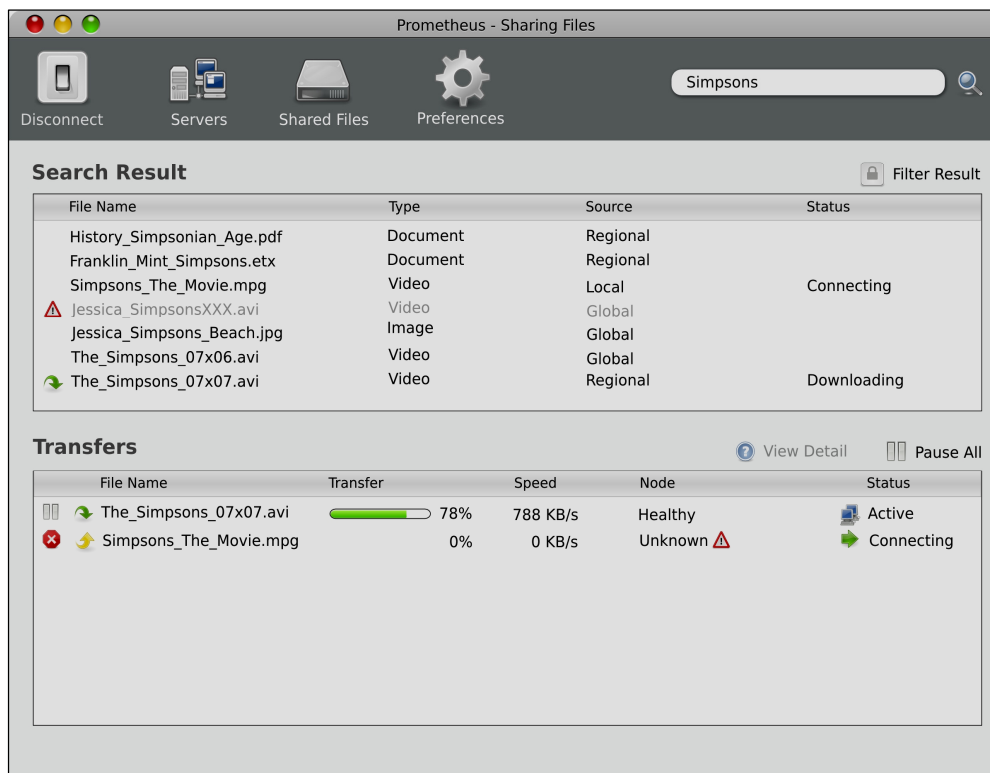 Prometheus - Sharing Files
Simpsons
Disconnect Servers Shared Files Preferences
Search Result Filter Result
File Name Type Source Status
History_Simpsonian_Age.pdf Document Regional
Franklin_Mint_Simpsons.etx Document Regional
Simpsons_The_Movie.mpg Video Local Connecting
Jessica_SimpsonsXXX.avi Video Global
Jessica_Simpsons_Beach.jpg Image Global
The_Simpsons_07x06.avi Video Global
The_Simpsons_07x07.avi Video Regional Downloading
Transfers View Detail Pause All
File Name Transfer Speed Node Status
The_Simpsons_07x07.avi 78% 788 KB/s Healthy Active
Simpsons_The_Movie.mpg 0% 0 KB/s Unknown Connecting